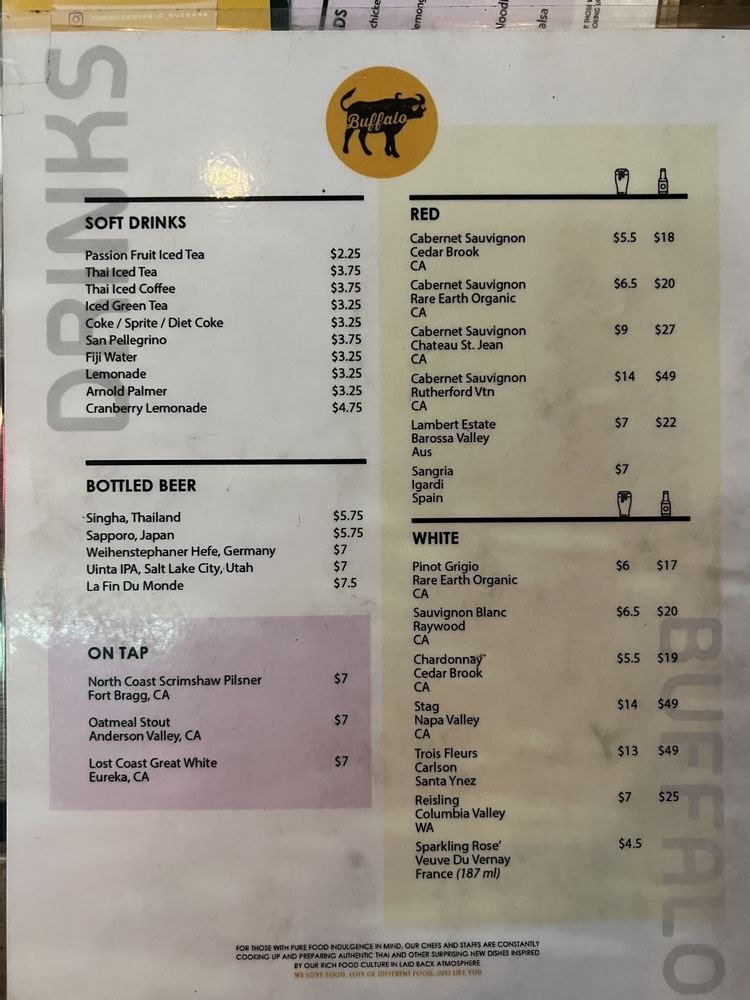 SUMMERBUFFALO_BURBANK
DS
chicke
emong
alsa
DRINKS
Buffalo
SOFT DRINKS
Passion Fruit Iced Tea $2.25
Thai Iced Tea $3.75
Thai Iced Coffee $3.75
Iced Green Tea $3.25
Coke / Sprite / Diet Coke $3.25
San Pellegrino $3.75
Fiji Water $3.25
Lemonade $3.25
Arnold Palmer $3.25
Cranberry Lemonade $4.75
BOTTLED BEER
Singha, Thailand $5.75
Sapporo, Japan $5.75
Weihenstephaner Hefe, Germany $7
Uinta IPA, Salt Lake City, Utah $7
La Fin Du Monde $7.5
ON TAP
North Coast Scrimshaw Pilsner $7
Fort Bragg, CA
Oatmeal Stout $7
Anderson Valley, CA
Lost Coast Great White $7
Eureka, CA
RED
Cabernet Sauvignon $5.5 $18
Cedar Brook
CA
Cabernet Sauvignon $6.5 $20
Rare Earth Organic
CA
Cabernet Sauvignon $9 $27
Chateau St. Jean
CA
Cabernet Sauvignon $14 $49
Rutherford Vtn
CA
Lambert Estate $7 $22
Barossa Valley
Aus
Sangria $7
Igardi
Spain
WHITE
Pinot Grigio $6 $17
Rare Earth Organic
CA
Sauvignon Blanc $6.5 $20
Raywood
CA
Chardonnay $5.5 $19
Cedar Brook
CA
Stag $14 $49
Napa Valley
CA
Trois Fleurs $13 $49
Carlson
Santa Ynez
Reisling $7 $25
Columbia Valley
WA
Sparkling Rose' $4.5
Veuve Du Vernay
France (187 ml)
BUFFALO
FOR THOSE WITH PURE FOOD INDULGENCE IN MIND, OUR CHEFS AND STAFFS ARE CONSTANTLY
COOKING UP AND PREPARING AUTHENTIC THAI AND OTHER SURPRISING NEW DISHES INSPIRED
BY OUR RICH FOOD CULTURE IN LAID BACK ATMOSPHERE.
WE LOVE FOOD, LOTS OF DIFFERENT FOOD, JUST LIKE YOU